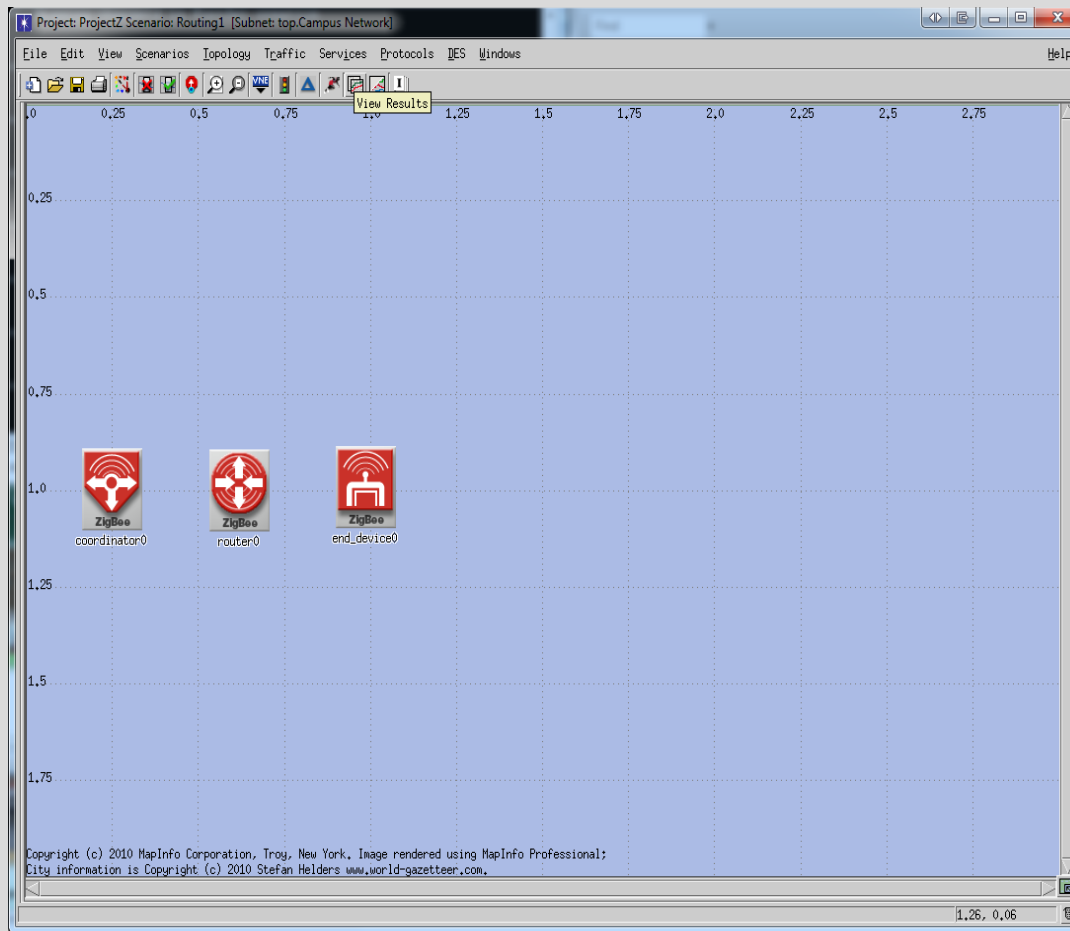 Project: ProjectZ Scenario: Routing1 [Subnet: top.Campus Network]
File Edit View Scenarios Topology Traffic Services Protocols DES Windows Help
VNE
View Results
.0 0.25 0.5 0.75 1.0 1.25 1.5 1.75 2.0 2.25 2.5 2.75
0.25
0.5
0.75
1.0
ZigBee ZigBee ZigBee
coordinator0 router0 end_device0
1.25
1.5
1.75
Copyright (c) 2010 MapInfo Corporation, Troy, New York. Image rendered using MapInfo Professional;
City information is Copyright (c) 2010 Stefan Helders www.world-gazetteer.com.
1.26, 0.06